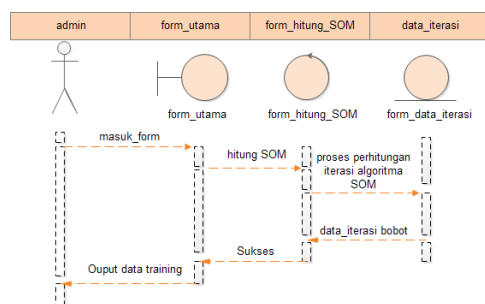 admin
form_utama
form_hitung_SOM
data_iterasi
form_utama
form_hitung_SOM
form_data_iterasi
masuk_form
hitung SOM
proses perhitungan
iterasi algoritma
SOM
data_iterasi bobot
Sukses
Ouput data training